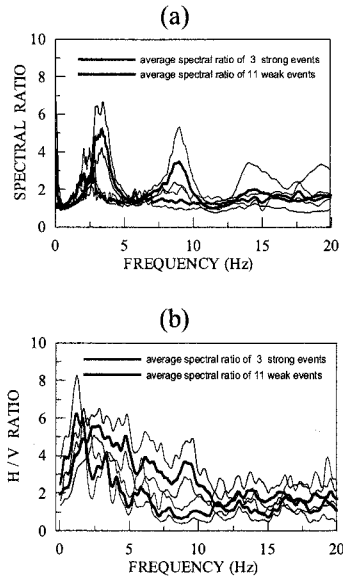 (a)
10
8
6
4
2
0
SPECTRAL RATIO
average spectral ratio of 3 strong events
average spectral ratio of 11 weak events
0 5 10 15 20
FREQUENCY (Hz)
(b)
10
8
6
4
2
0
H / V RATIO
average spectral ratio of 3 strong events
average spectral ratio of 11 weak events
0 5 10 15 20
FREQUENCY (Hz)